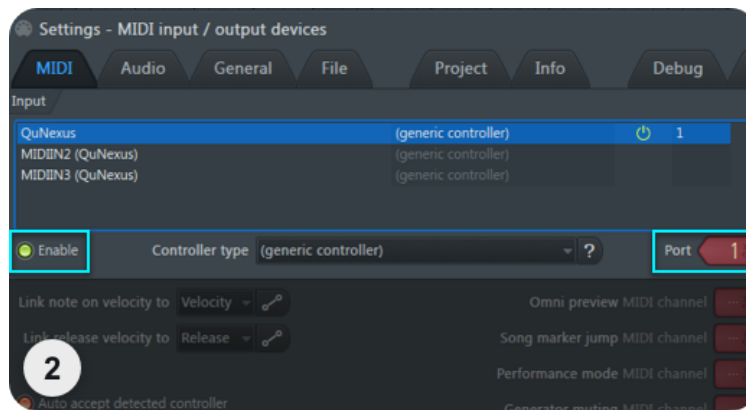 Settings - MIDI input / output devices
MIDI Audio General File Project Info Debug
Input
QuNexus (generic controller) 1
MIDIIN2 (QuNexus) (generic controller)
MIDIIN3 (QuNexus) (generic controller)
Enable Controller type (generic controller) ? Port 1
Link note on velocity to Velocity Omni preview MIDI channel ---
Link release velocity to Release Song marker jump MIDI channel ---
2 Performance mode MIDI channel ---
Auto accept detected controller Generator muting MIDI channel